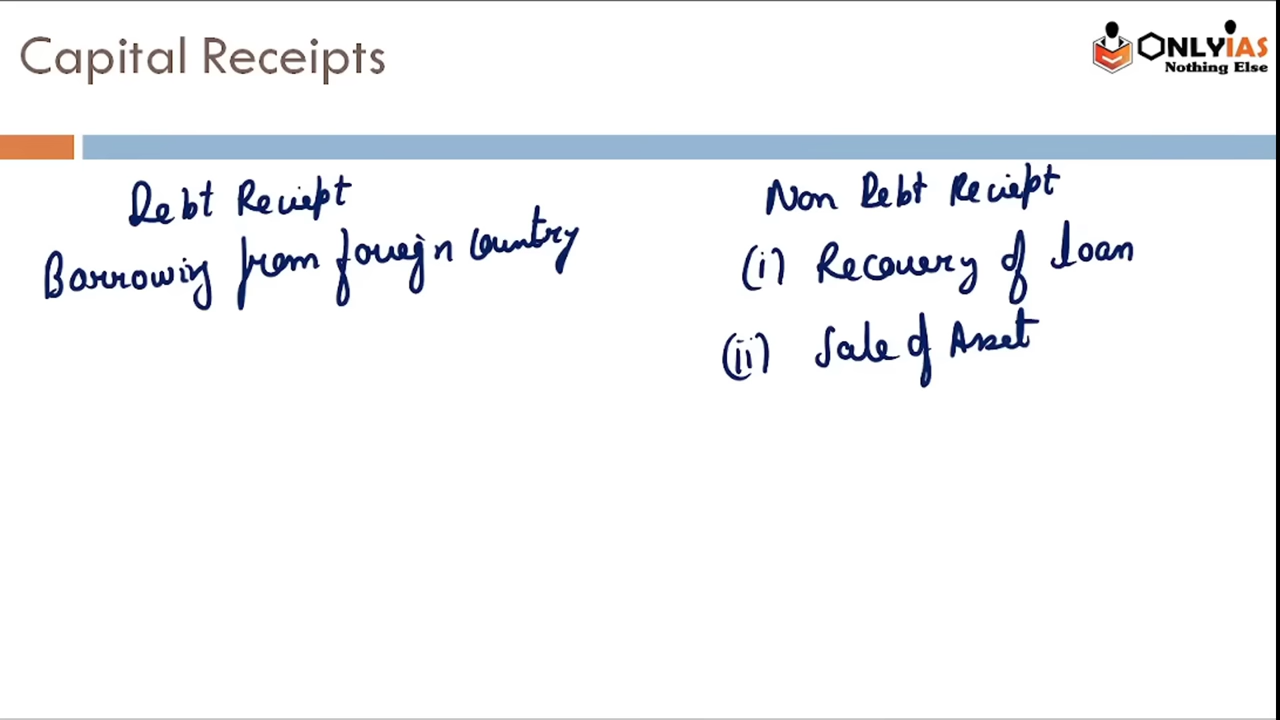 Capital Receipts
ONLYIAS
Nothing Else
Debt Reciept
Borrowing from foreign country
Non Debt Reciept
(i) Recovery of loan
(ii) Sale of Asset